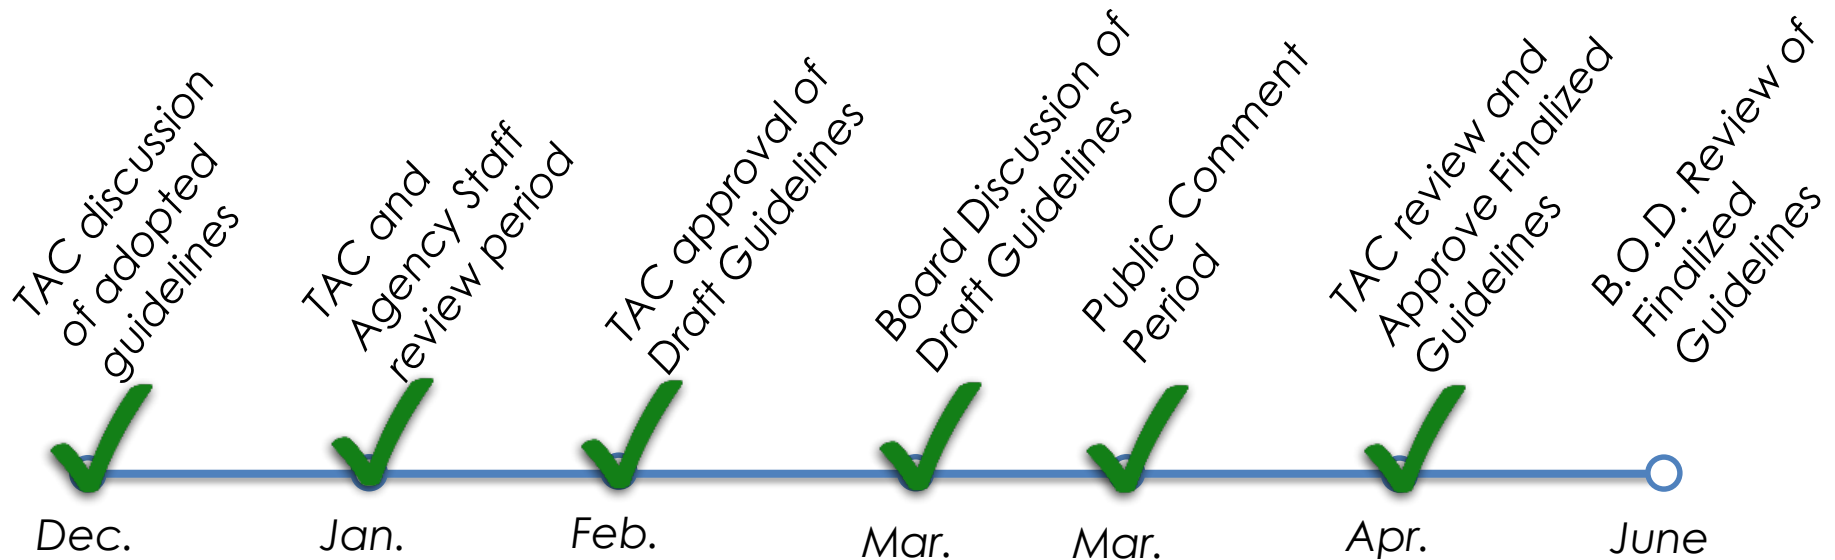 TAC discussion
of adopted
guidelines
TAC and
Agency Staff
review period
TAC approval of
Draft Guidelines
Board Discussion of
Draft Guidelines
Public Comment
Period
TAC review and
Approve Finalized
Guidelines
B.O.D. Review of
Finalized
Guidelines
Dec.
Jan.
Feb.
Mar.
Mar.
Apr.
June